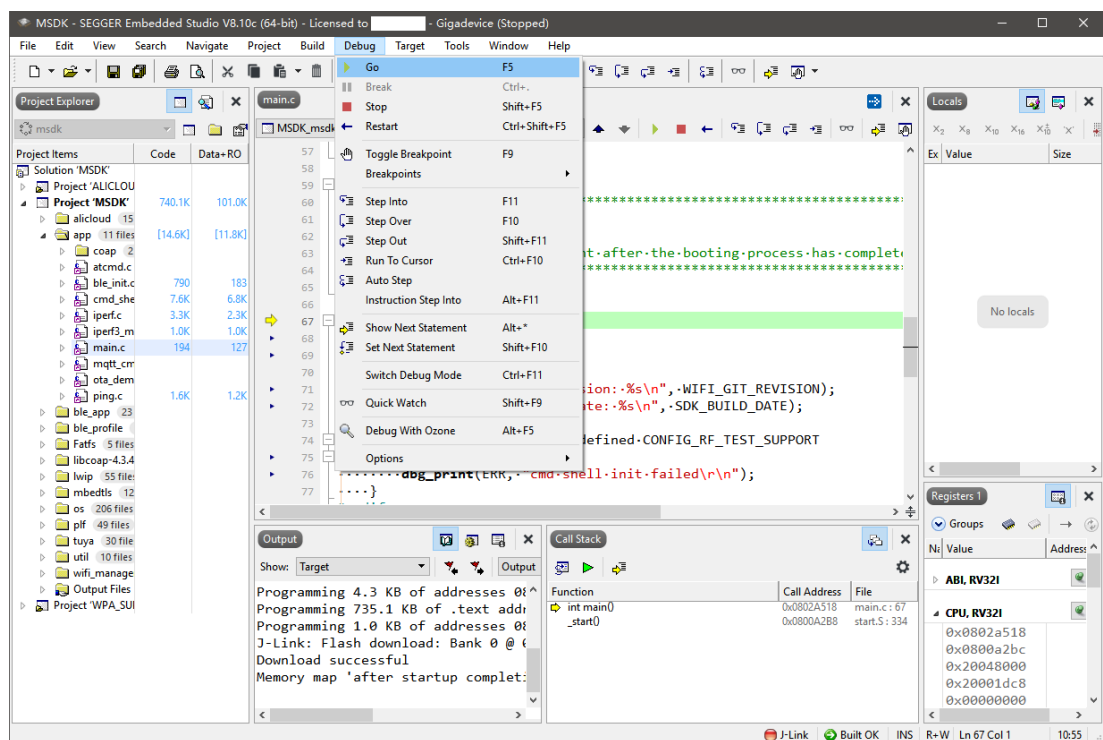 MSDK - SEGGER Embedded Studio V8.10c (64-bit) - Licensed to - Gigadevice (Stopped)
File Edit View Search Navigate Project Build Debug Target Tools Window Help
Project Explorer
msdk
Project Items Code Data+RO
Solution 'MSDK'
Project 'ALICLOU
Project 'MSDK' 740.1K 101.0K
alicloud 15
app 11 files [14.6K] [11.8K]
coap 2
atcmd.c
ble_init.c 790 183
cmd_she 7.6K 6.8K
iperf.c 3.3K 2.3K
iperf3_m 1.0K 1.0K
main.c 194 127
mqtt_cm
ota_dem
ping.c 1.6K 1.2K
ble_app 23
ble_profile
Fatfs 5 files
libcoap-4.3.4
lwip 55 file
mbedtls 12
os 206 files
plf 49 files
tuya 30 file
util 10 files
wifi_manage
Output Files
Project 'WPA_SUI
Go F5
Break Ctrl+.
Stop Shift+F5
Restart Ctrl+Shift+F5
Toggle Breakpoint F9
Breakpoints
Step Into F11
Step Over F10
Step Out Shift+F11
Run To Cursor Ctrl+F10
Auto Step
Instruction Step Into Alt+F11
Show Next Statement Alt+*
Set Next Statement Shift+F10
Switch Debug Mode Ctrl+F11
Quick Watch Shift+F9
Debug With Ozone Alt+F5
Options
main.c
MSDK_msdk
57
58
59
60 ****************************************
61
62
63 nt·after·the·booting·process·has·complete
64 ****************************************
65
66
67
68
69
70
71 sion:·%s\n",·WIFI_GIT_REVISION);
72 te:·%s\n",·SDK_BUILD_DATE);
73
74 defined·CONFIG_RF_TEST_SUPPORT
75
76 ········dbg_print(ERR,·"cmd·shell·init·failed\r\n");
77 ····}
Locals
X2 X8 X10 X16
Ex Value Size
No locals
Output
Show: Target Output
Programming 4.3 KB of addresses 08
Programming 735.1 KB of .text addr
Programming 1.0 KB of addresses 08
J-Link: Flash download: Bank 0 @ 0
Download successful
Memory map 'after startup complet:
Call Stack
Function Call Address File
int main() 0x0802A518 main.c : 67
_start() 0x0800A2B8 start.S : 334
Registers 1
Groups
Na Value Address
ABI, RV32I
CPU, RV32I
0x0802a518
0x0800a2bc
0x20048000
0x20001dc8
0x00000000
J-Link Built OK INS R+W Ln 67 Col 1 10:55